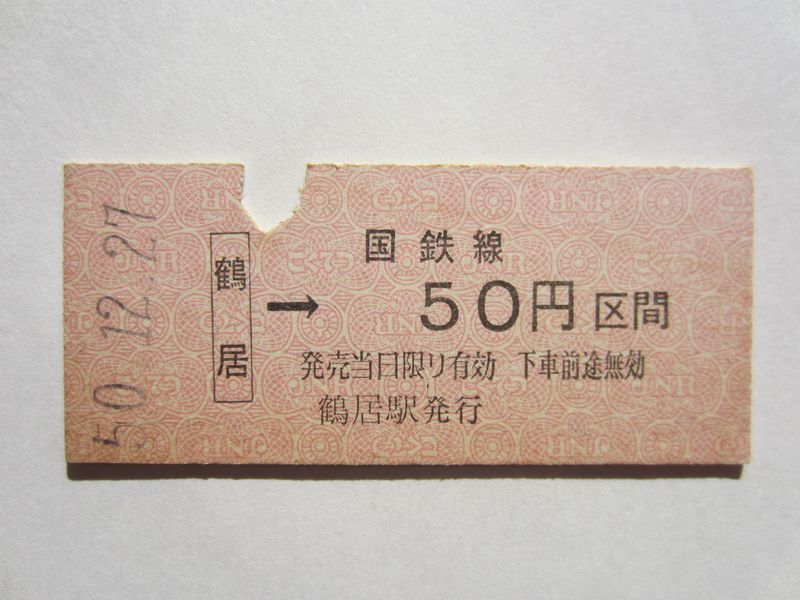 50.12.27
鶴居
国鉄線
→ 50円区間
発売当日限り有効 下車前途無効
鶴居駅発行